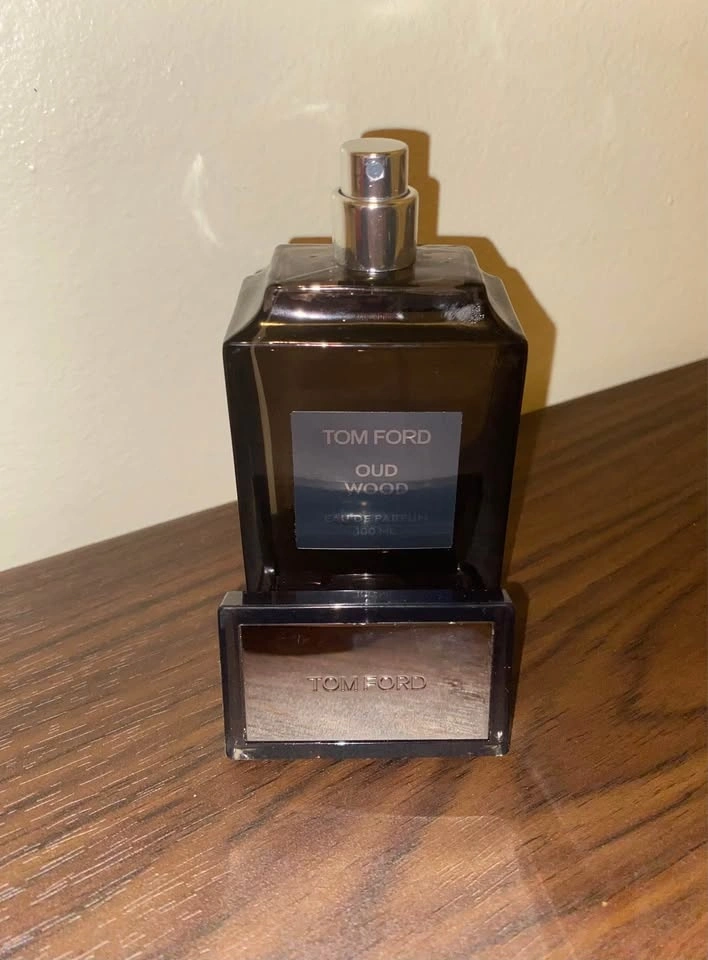 TOM FORD
OUD
WOOD
EAU DE PARFUM
100 ML
TOM FORD